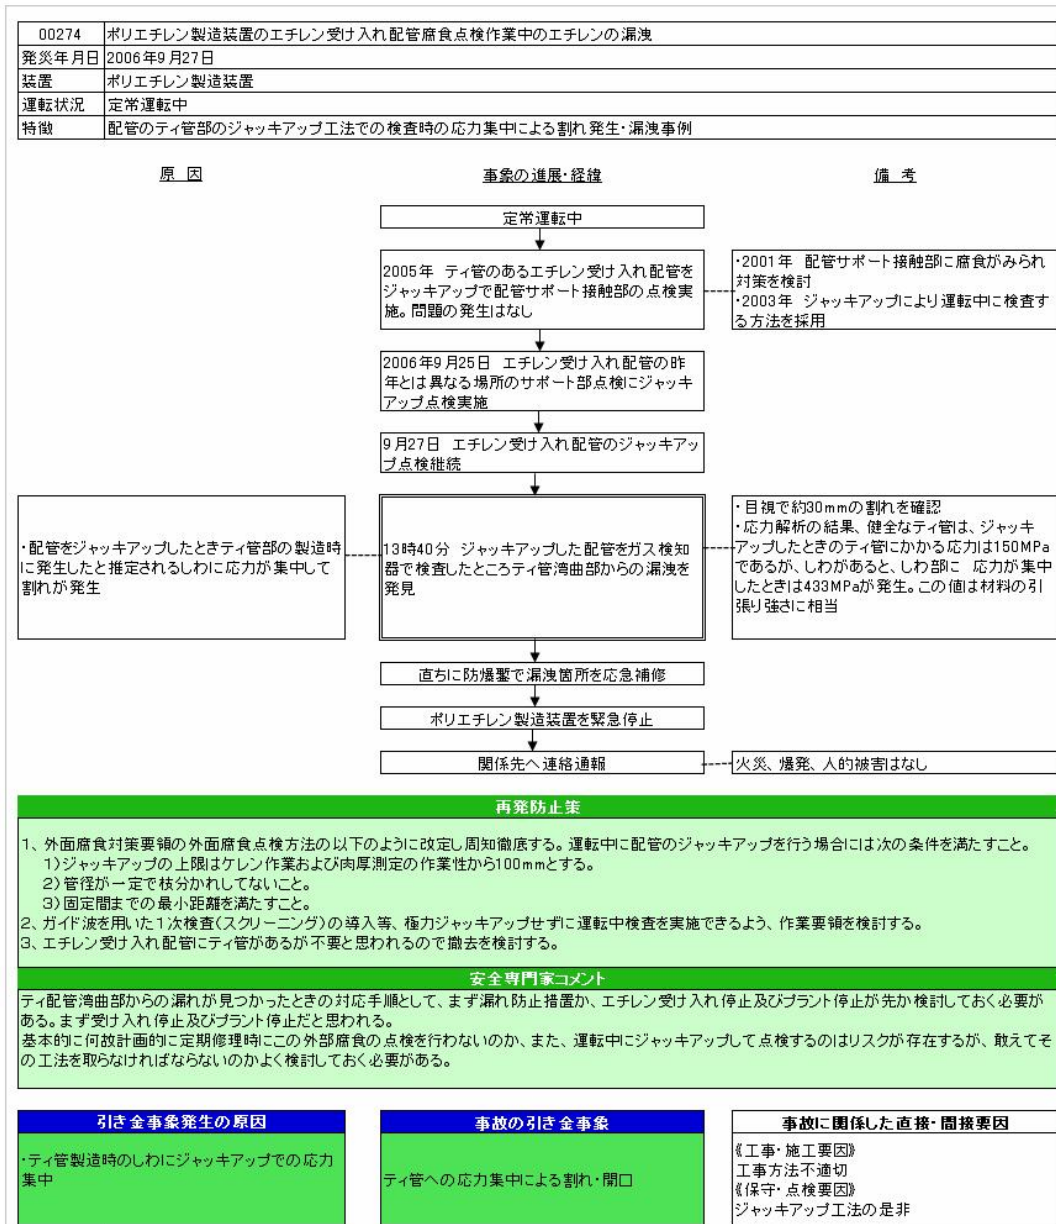 00274 ポリエチレン製造装置のエチレン受け入れ配管腐食点検作業中のエチレンの漏洩
発災年月日 2006年9月27日
装置 ポリエチレン製造装置
運転状況 定常運転中
特徴 配管のティ管部のジャッキアップ工法での検査時の応力集中による割れ発生・漏洩事例
原 因
事象の進展・経緯
備 考
定常運転中
2005年 ティ管のあるエチレン受け入れ配管を
ジャッキアップで配管サポート接触部の点検実
施。問題の発生はなし
・2001年 配管サポート接触部に腐食がみられ
対策を検討
・2003年 ジャッキアップにより運転中に検査す
る方法を採用
2006年9月25日 エチレン受け入れ配管の昨
年とは異なる場所のサポート部点検にジャッキ
アップ点検実施
9月27日 エチレン受け入れ配管のジャッキアッ
プ点検継続
・配管をジャッキアップしたときティ管部の製造時
に発生したと推定されるしわに応力が集中して
割れが発生
13時40分 ジャッキアップした配管をガス検知
器で検査したところティ管湾曲部からの漏洩を
発見
・目視で約30mmの割れを確認
・応力解析の結果、健全なティ管は、ジャッキ
アップしたときのティ管にかかる応力は150MPa
であるが、しわがあると、しわ部に 応力が集中
したときは433MPaが発生。この値は材料の引
張り強さに相当
直ちに防爆鏨で漏洩箇所を応急補修
ポリエチレン製造装置を緊急停止
関係先へ連絡通報
火災、爆発、人的被害はなし
再発防止策
1、外面腐食対策要領の外面腐食点検方法の以下のように改定し周知徹底する。運転中に配管のジャッキアップを行う場合には次の条件を満たすこと。
1)ジャッキアップの上限はケレン作業および肉厚測定の作業性から100mmとする。
2)管径が一定で枝分かれしてないこと。
3)固定間までの最小距離を満たすこと。
2、ガイド波を用いた1次検査(スクリーニング)の導入等、極力ジャッキアップせずに運転中検査を実施できるよう、作業要領を検討する。
3、エチレン受け入れ配管にティ管があるが不要と思われるので撤去を検討する。
安全専門家コメント
ティ配管湾曲部からの漏れが見つかったときの対応手順として、まず漏れ防止措置か、エチレン受け入れ停止及びプラント停止が先か検討しておく必要が
ある。まず受け入れ停止及びプラント停止だと思われる。
基本的に何故計画的に定期修理時にこの外部腐食の点検を行わないのか、また、運転中にジャッキアップして点検するのはリスクが存在するが、敢えてそ
の工法を取らなければならないのかよく検討しておく必要がある。
引き金事象発生の原因
・ティ管製造時のしわにジャッキアップでの応力
集中
事故の引き金事象
ティ管への応力集中による割れ・開口
事故に関係した直接・間接要因
《工事・施工要因》
工事方法不適切
《保守・点検要因》
ジャッキアップ工法の是非